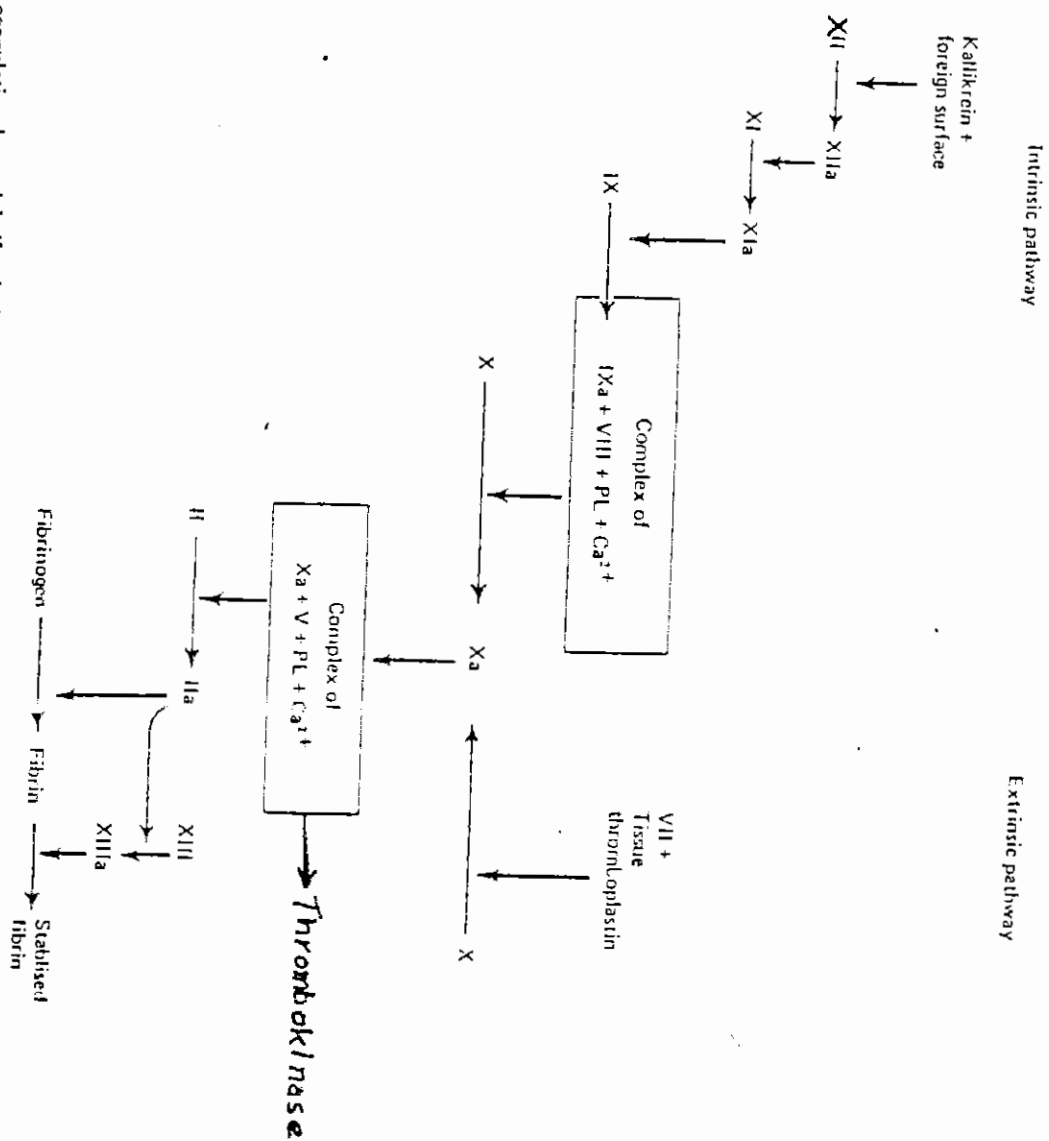 Intrinsic pathway
Extrinsic pathway
Kallikrein +
foreign surface
XII
XIIa
XI
XIa
IX
Complex of
IXa + VIII + PL + Ca²⁺
VII +
Tissue
thromboplastin
X
Xa
X
Complex of
Xa + V + PL + Ca²⁺
Thrombokinase
II
IIa
XIII
XIIIa
Fibrinogen
Fibrin
Stablised
fibrin